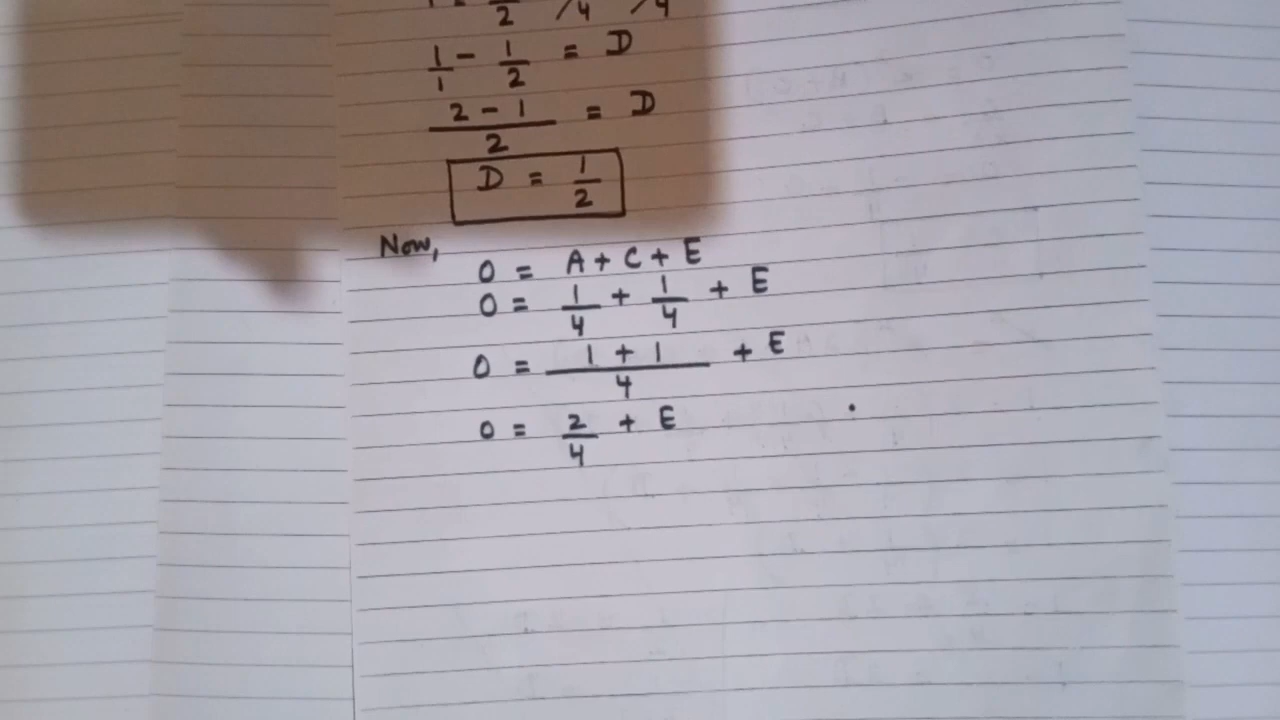 1/1 - 1/2 = D
2 - 1 / 2 = D
D = 1/2
Now,
0 = A + C + E
0 = 1/4 + 1/4 + E
0 = 1 + 1 / 4 + E
0 = 2/4 + E